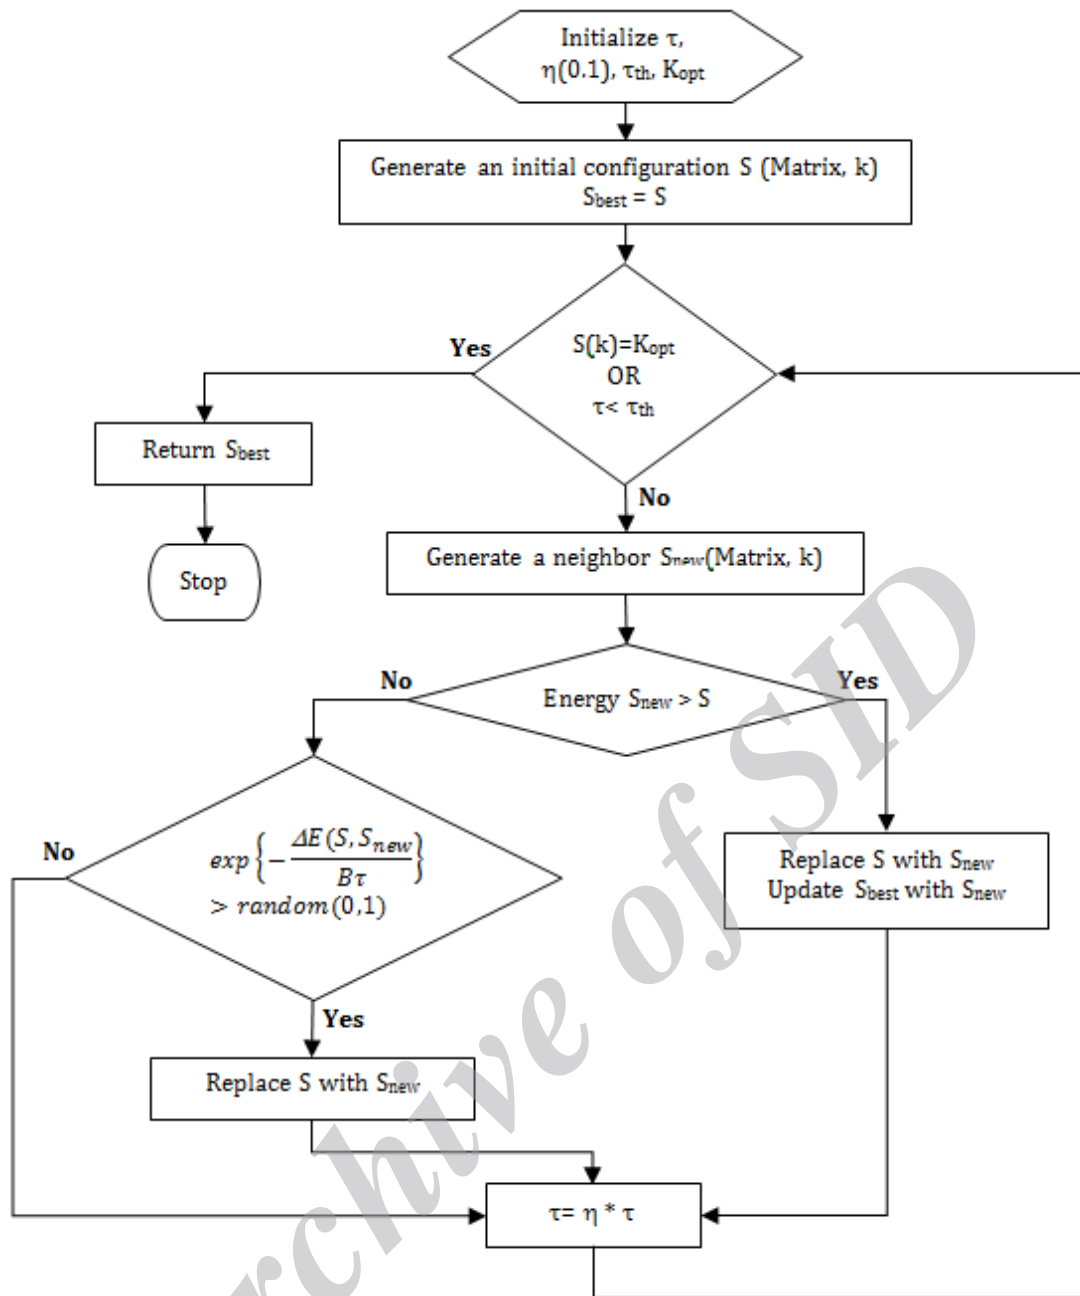 Initialize τ,
η(0.1), τth, Kopt
Generate an initial configuration S (Matrix, k)
Sbest = S
Yes
S(k)=Kopt
OR
τ< τth
Return Sbest
No
Stop
Generate a neighbor Snew(Matrix, k)
No
Energy Snew > S
Yes
No
exp{-ΔE(S, Snew/Bτ}
> random(0,1)
Replace S with Snew
Update Sbest with Snew
Yes
Replace S with Snew
τ= η * τ
rchive of SID